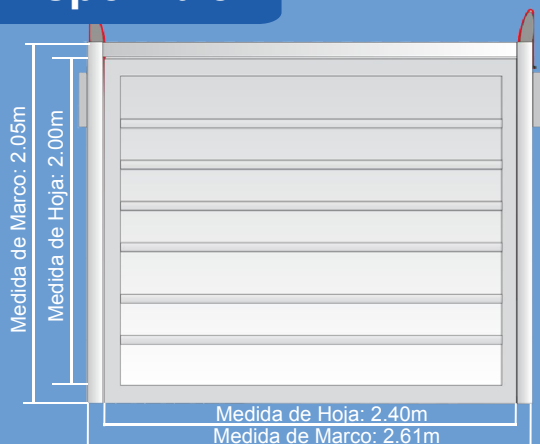 Medida de Marco: 2.05m
Medida de Hoja: 2.00m
Medida de Hoja: 2.40m
Medida de Marco: 2.61m